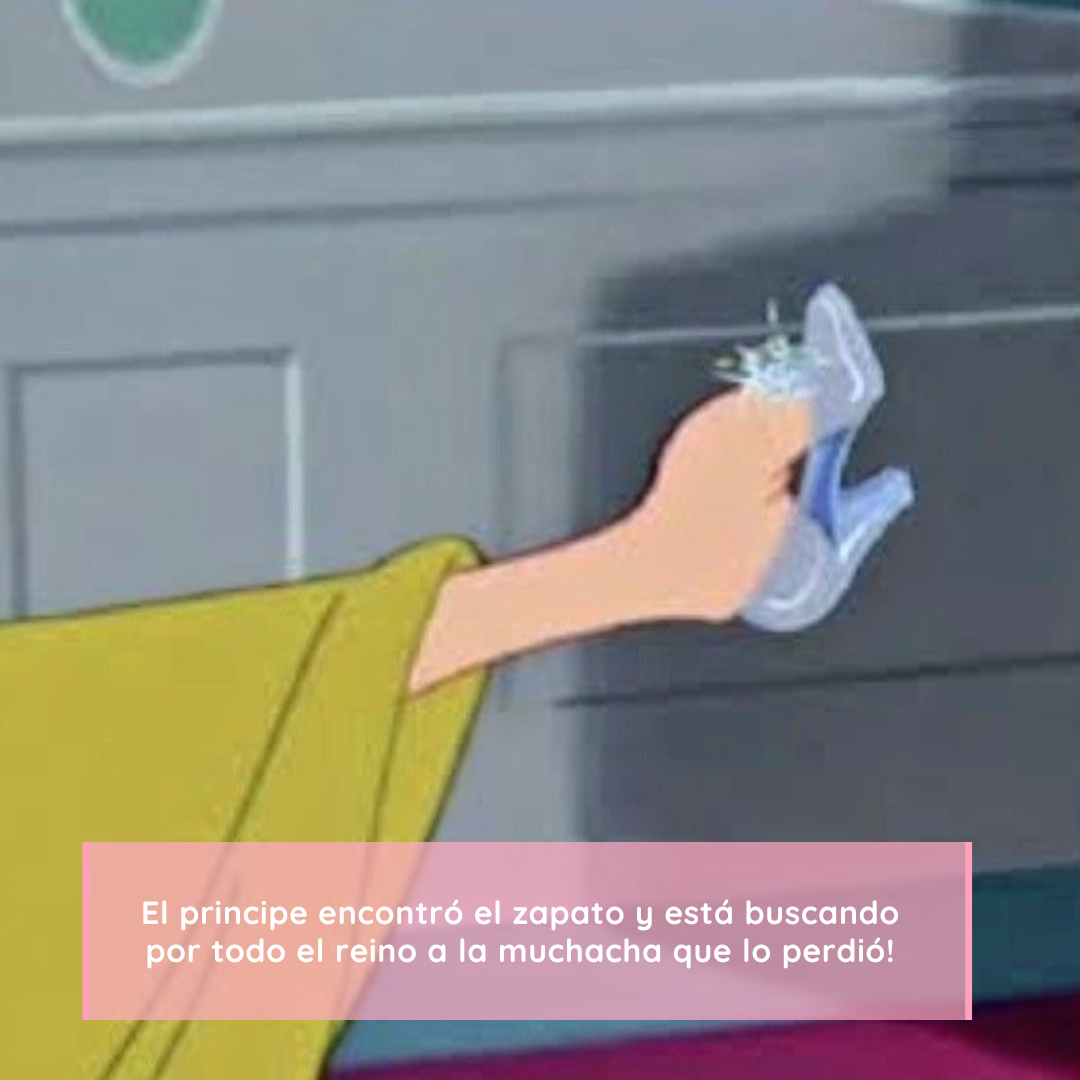 El principe encontró el zapato y está buscando
por todo el reino a la muchacha que lo perdió!